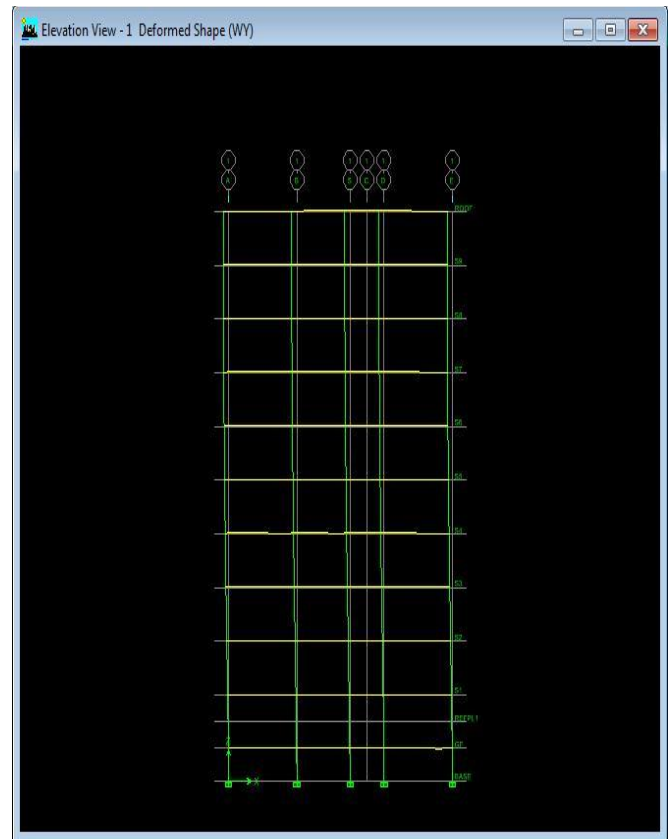 Elevation View - 1 Deformed Shape (WY)
1 1 1 1 1 1
A B C D
ROOF
S9
S8
S7
S6
S5
S4
S3
S2
S1
REFPL1
Z
GF
X
BASE